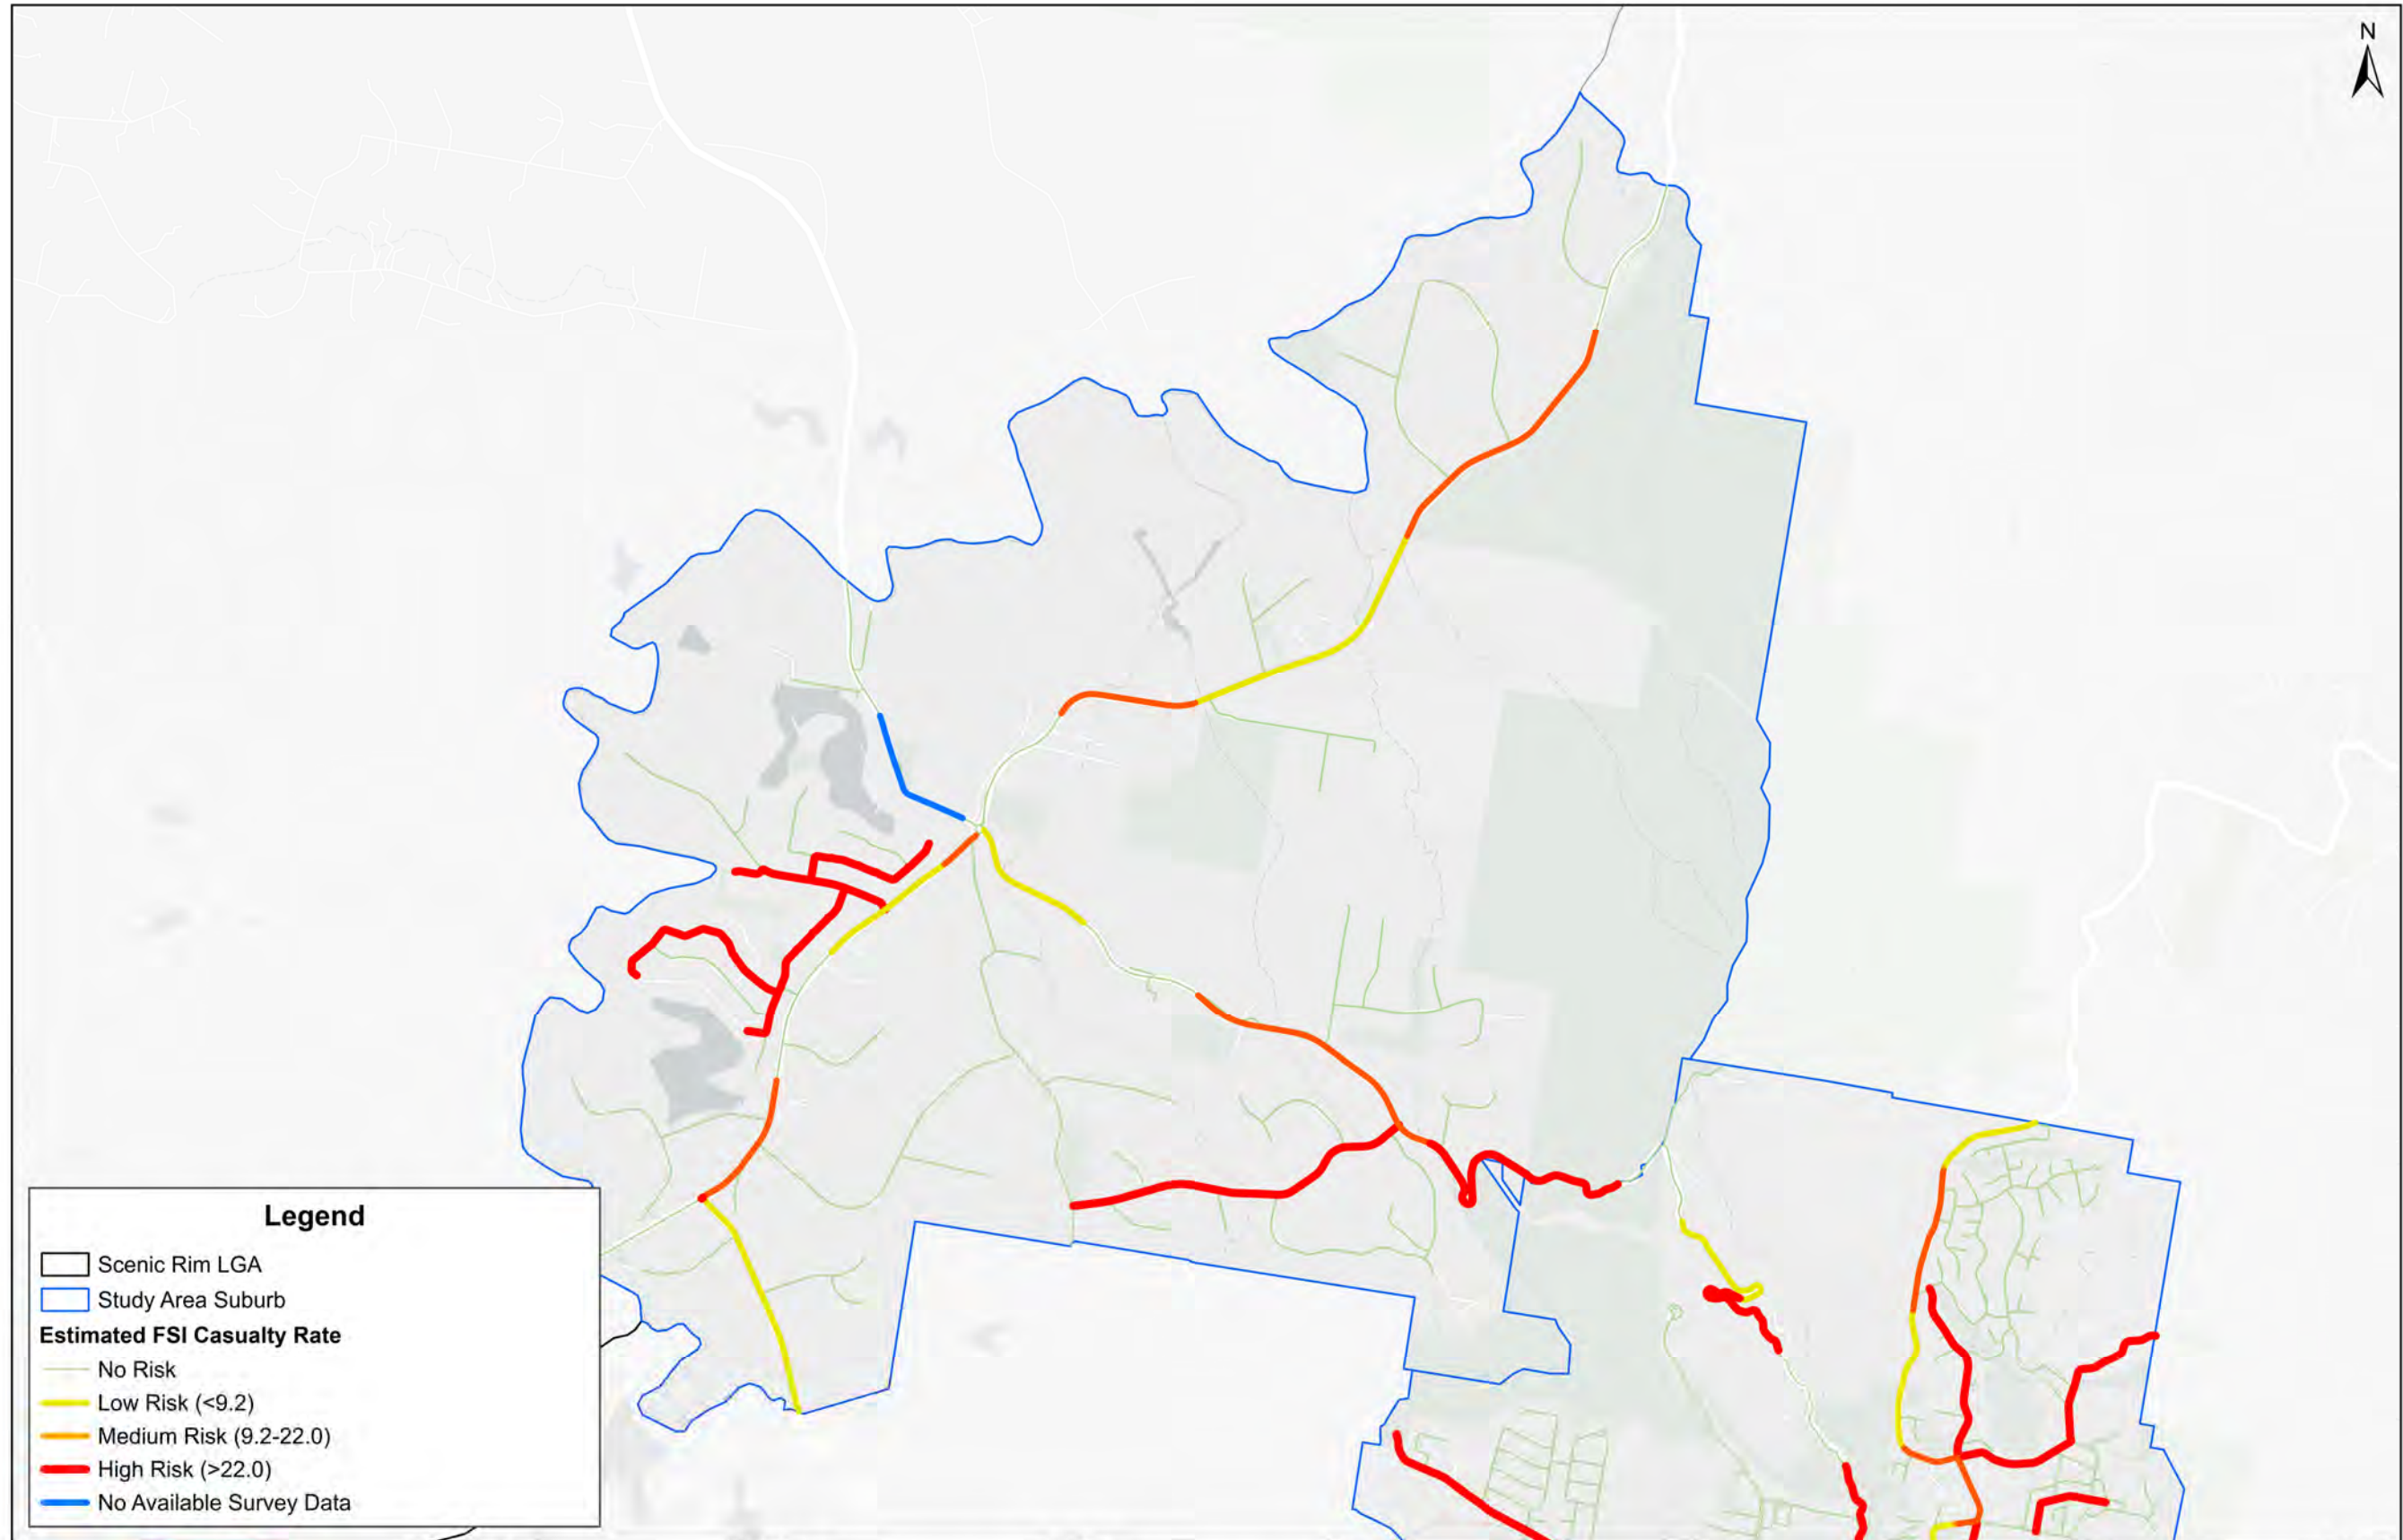 N
Legend
Scenic Rim LGA
Study Area Suburb
Estimated FSI Casualty Rate
No Risk
Low Risk (<9.2)
Medium Risk (9.2-22.0)
High Risk (>22.0)
No Available Survey Data